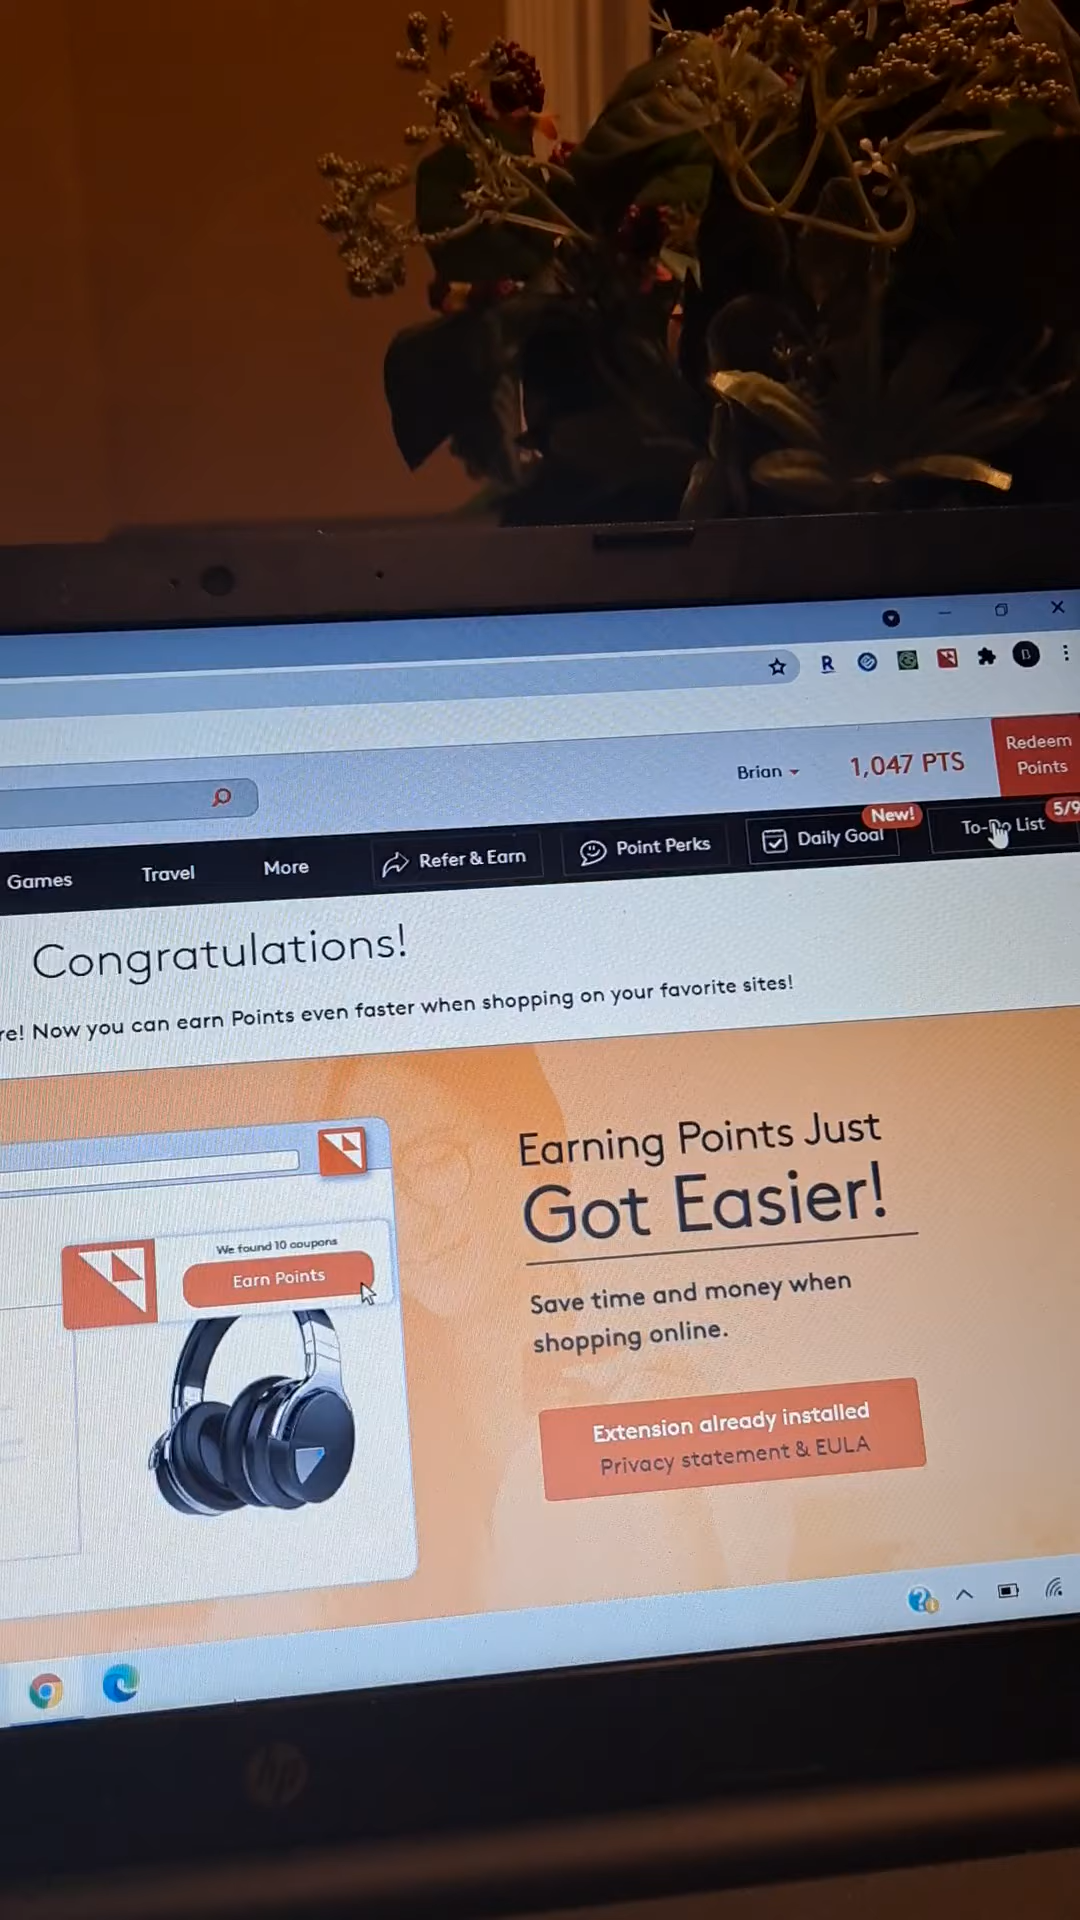 R
B
Brian
1,047 PTS
Redeem
Points
Games
Travel
More
Refer & Earn
Point Perks
New!
Daily Goal
To-Do List
5/9
Congratulations!
re! Now you can earn Points even faster when shopping on your favorite sites!
Earning Points Just
Got Easier!
We found 10 coupons
Earn Points
Save time and money when
shopping online.
Extension already installed
Privacy statement & EULA
hp